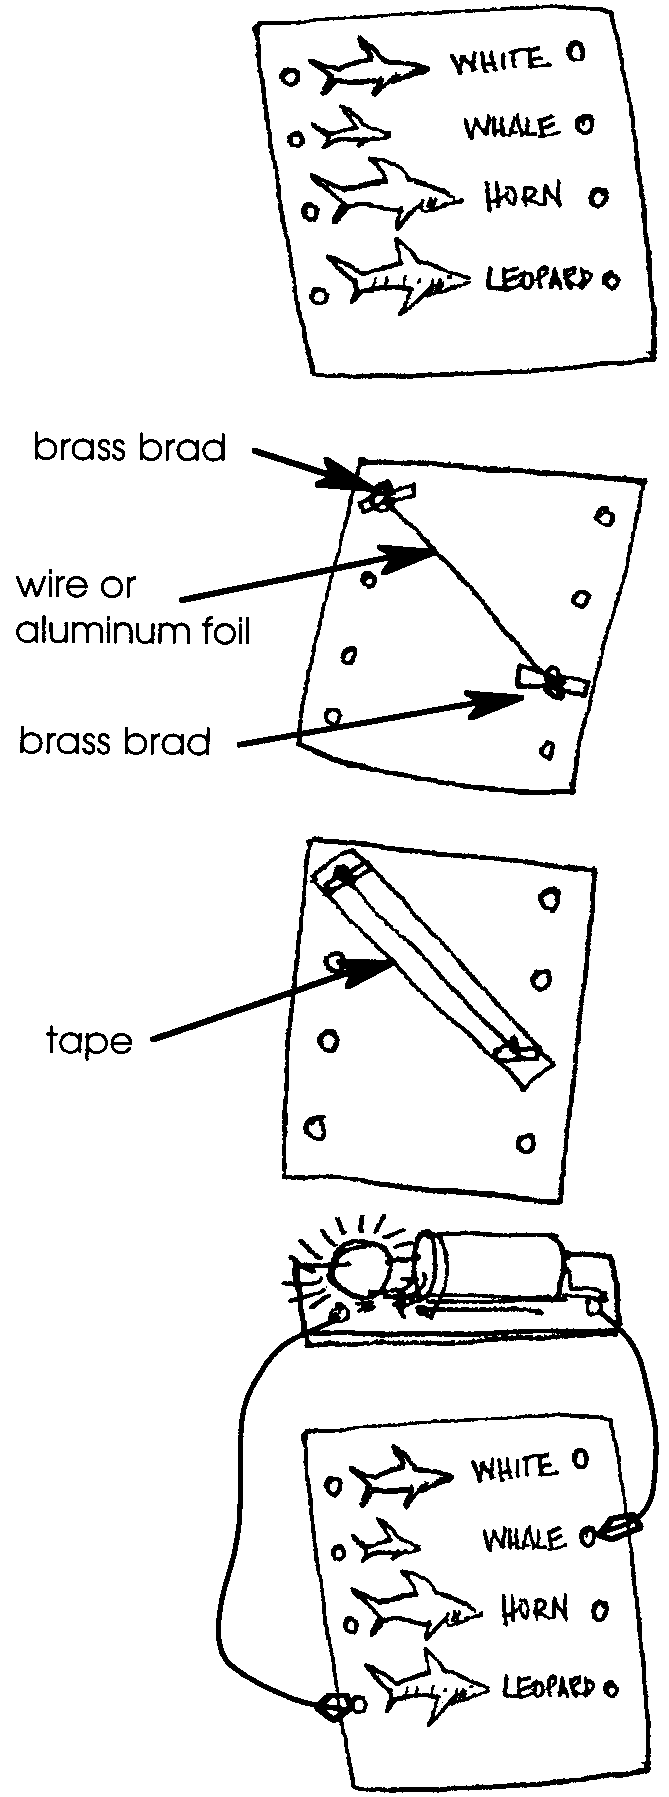 WHITE
WHALE
HORN
LEOPARD
brass brad
wire or
aluminum foil
brass brad
tape
WHITE
WHALE
HORN
LEOPARD